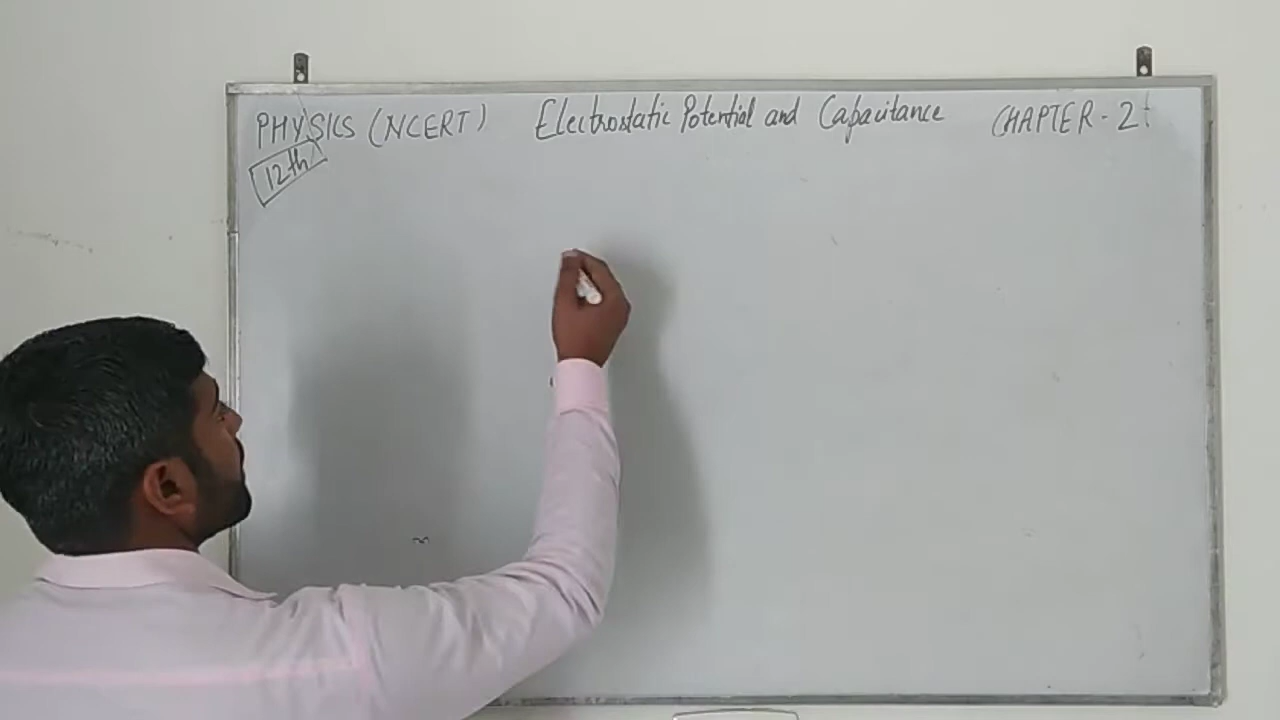 PHYSICS (NCERT) Electrostatic Potential and Capacitance CHAPTER - 2
12th